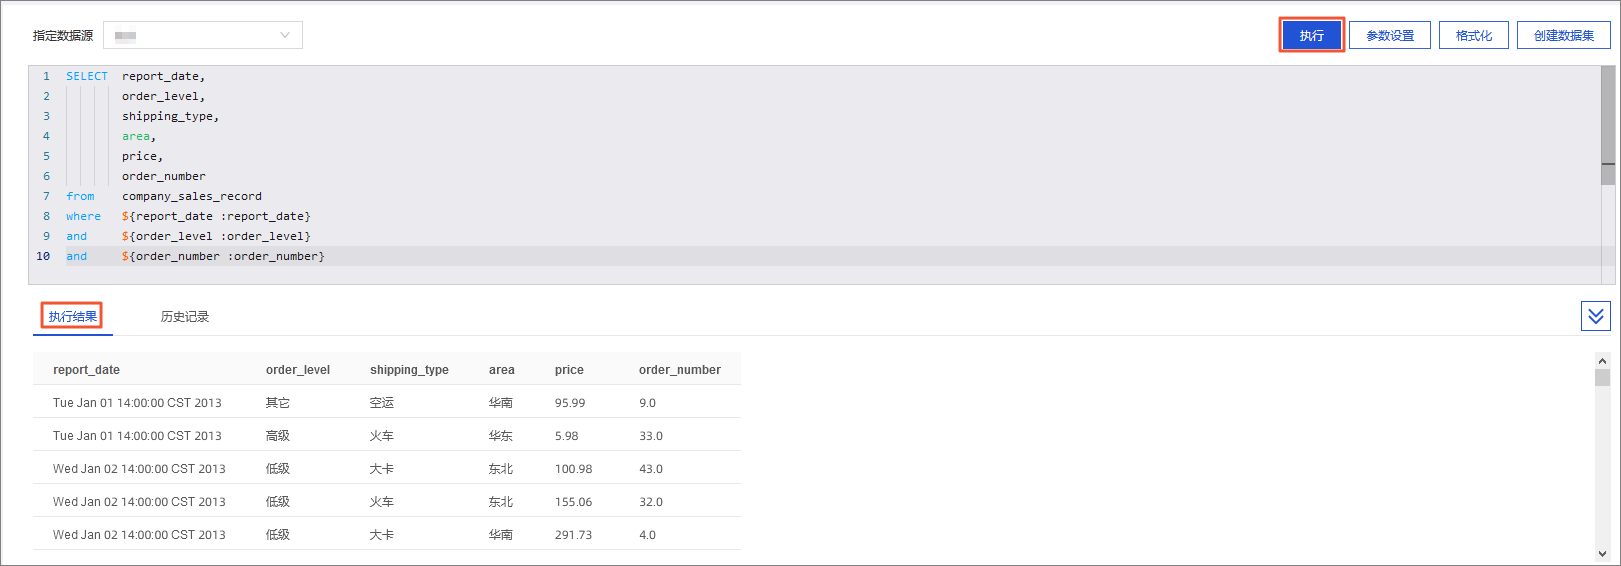 指定数据源
执行 参数设置 格式化 创建数据集
1 SELECT report_date,
2 order_level,
3 shipping_type,
4 area,
5 price,
6 order_number
7 from company_sales_record
8 where ${report_date :report_date}
9 and ${order_level :order_level}
10 and ${order_number :order_number}
执行结果 历史记录
report_date order_level shipping_type area price order_number
Tue Jan 01 14:00:00 CST 2013 其它 空运 华南 95.99 9.0
Tue Jan 01 14:00:00 CST 2013 高级 火车 华东 5.98 33.0
Wed Jan 02 14:00:00 CST 2013 低级 大卡 东北 100.98 43.0
Wed Jan 02 14:00:00 CST 2013 低级 火车 东北 155.06 32.0
Wed Jan 02 14:00:00 CST 2013 低级 大卡 华南 291.73 4.0